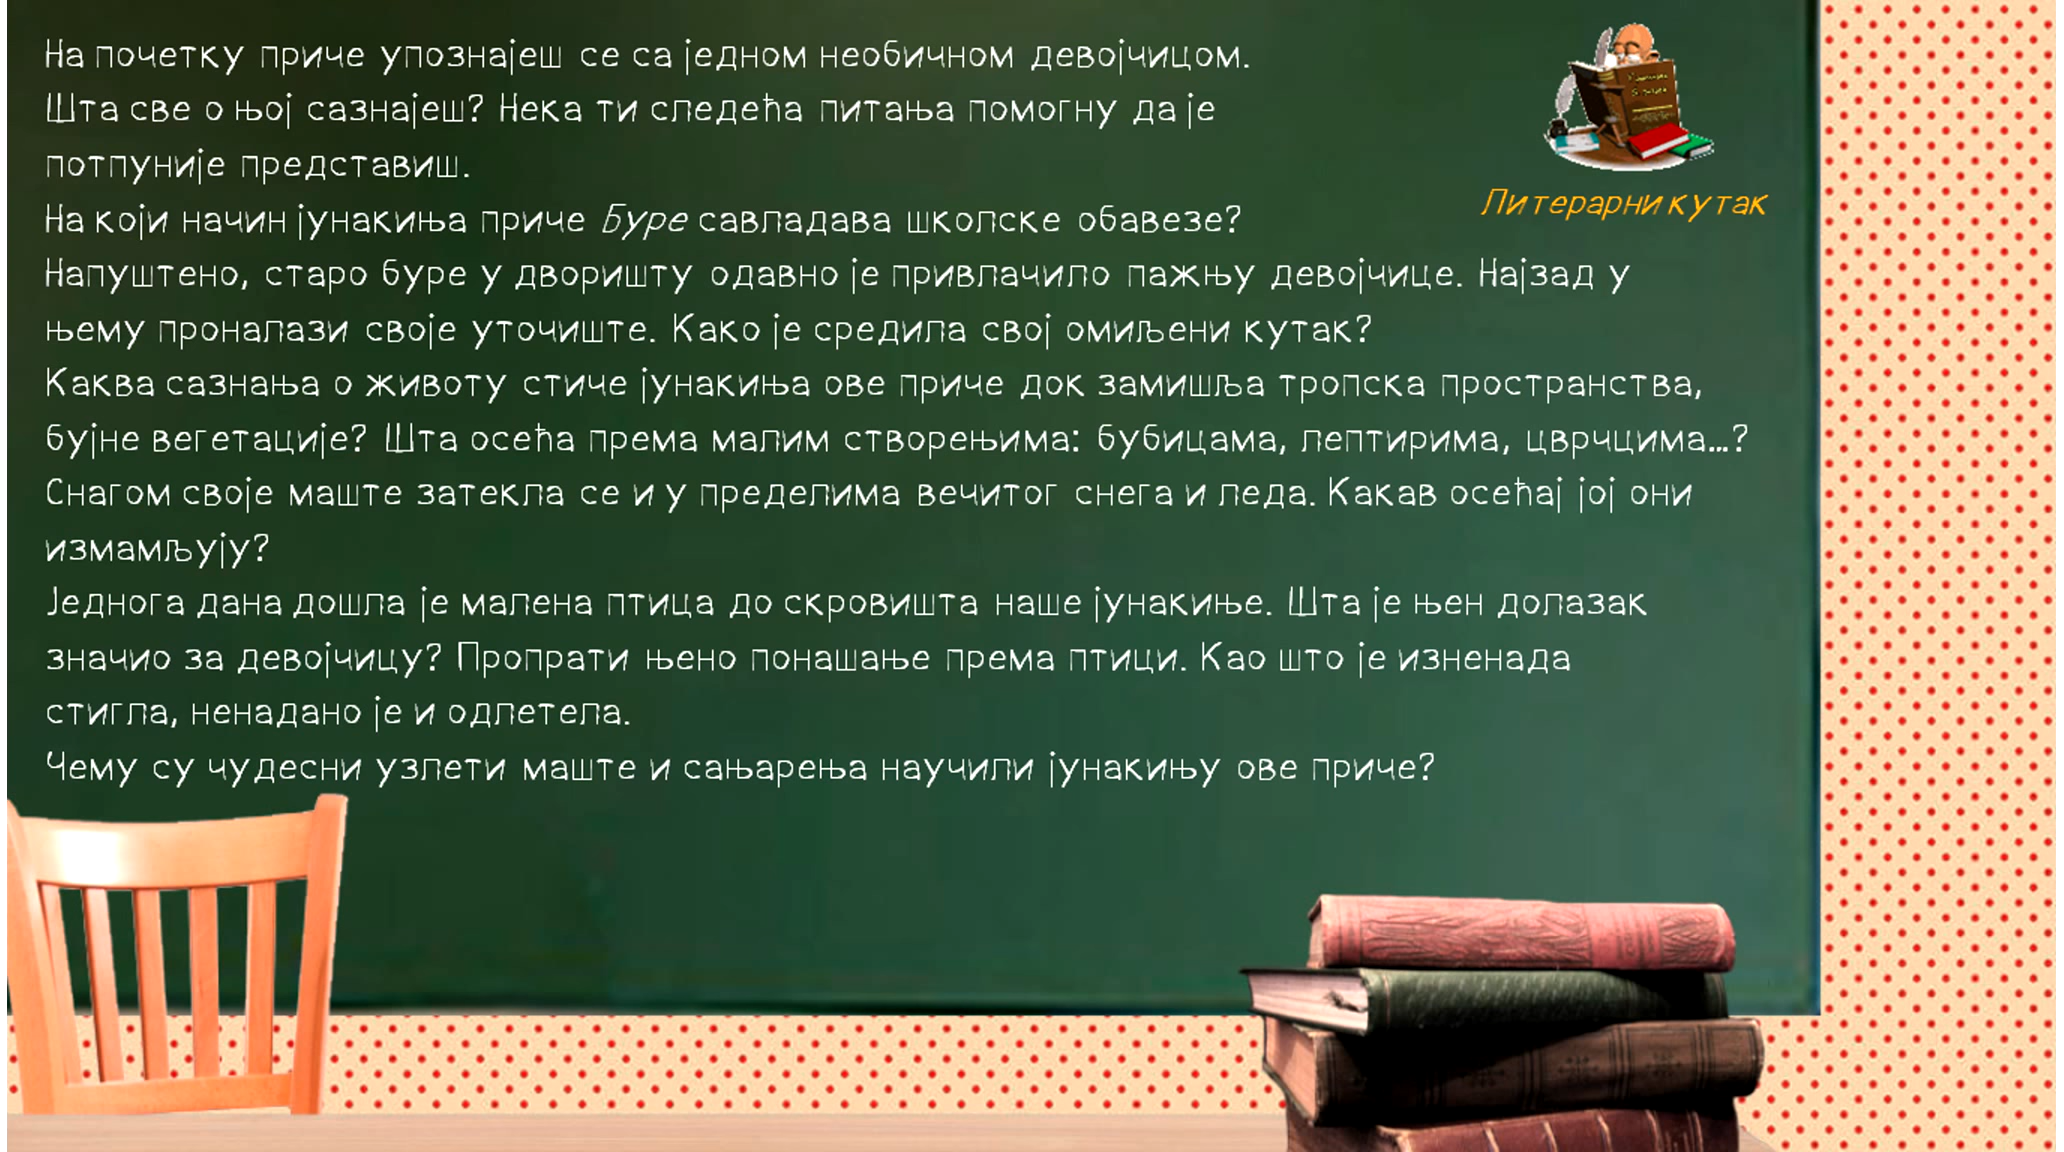 На почетку приче упознајеш се са једном необичном девојчицом.
Шта све о њој сазнајеш? Нека ти следећа питања помогну да је
потпуније представиш.
На који начин јунакиња приче Буре савладава школске обавезе?
Напуштено, старо буре у дворишту одавно је привлачило пажњу девојчице. Најзад у
њему проналази своје уточиште. Како је средила свој омиљени кутак?
Каква сазнања о животу стиче јунакиња ове приче док замишља тропска пространства,
бујне вегетације? Шта осећа према малим створењима: бубицама, лептирима, цврчцима...?
Снагом своје маште затекла се и у пределима вечитог снега и леда. Какав осећај јој они
измамљују?
Једнога дана дошла је малена птица до скровишта наше јунакиње. Шта је њен долазак
значио за девојчицу? Пропрати њено понашање према птици. Као што је изненада
стигла, ненадано је и одлетела.
Чему су чудесни узлети маште и сањарења научили јунакињу ове приче?
Литерарни кутак